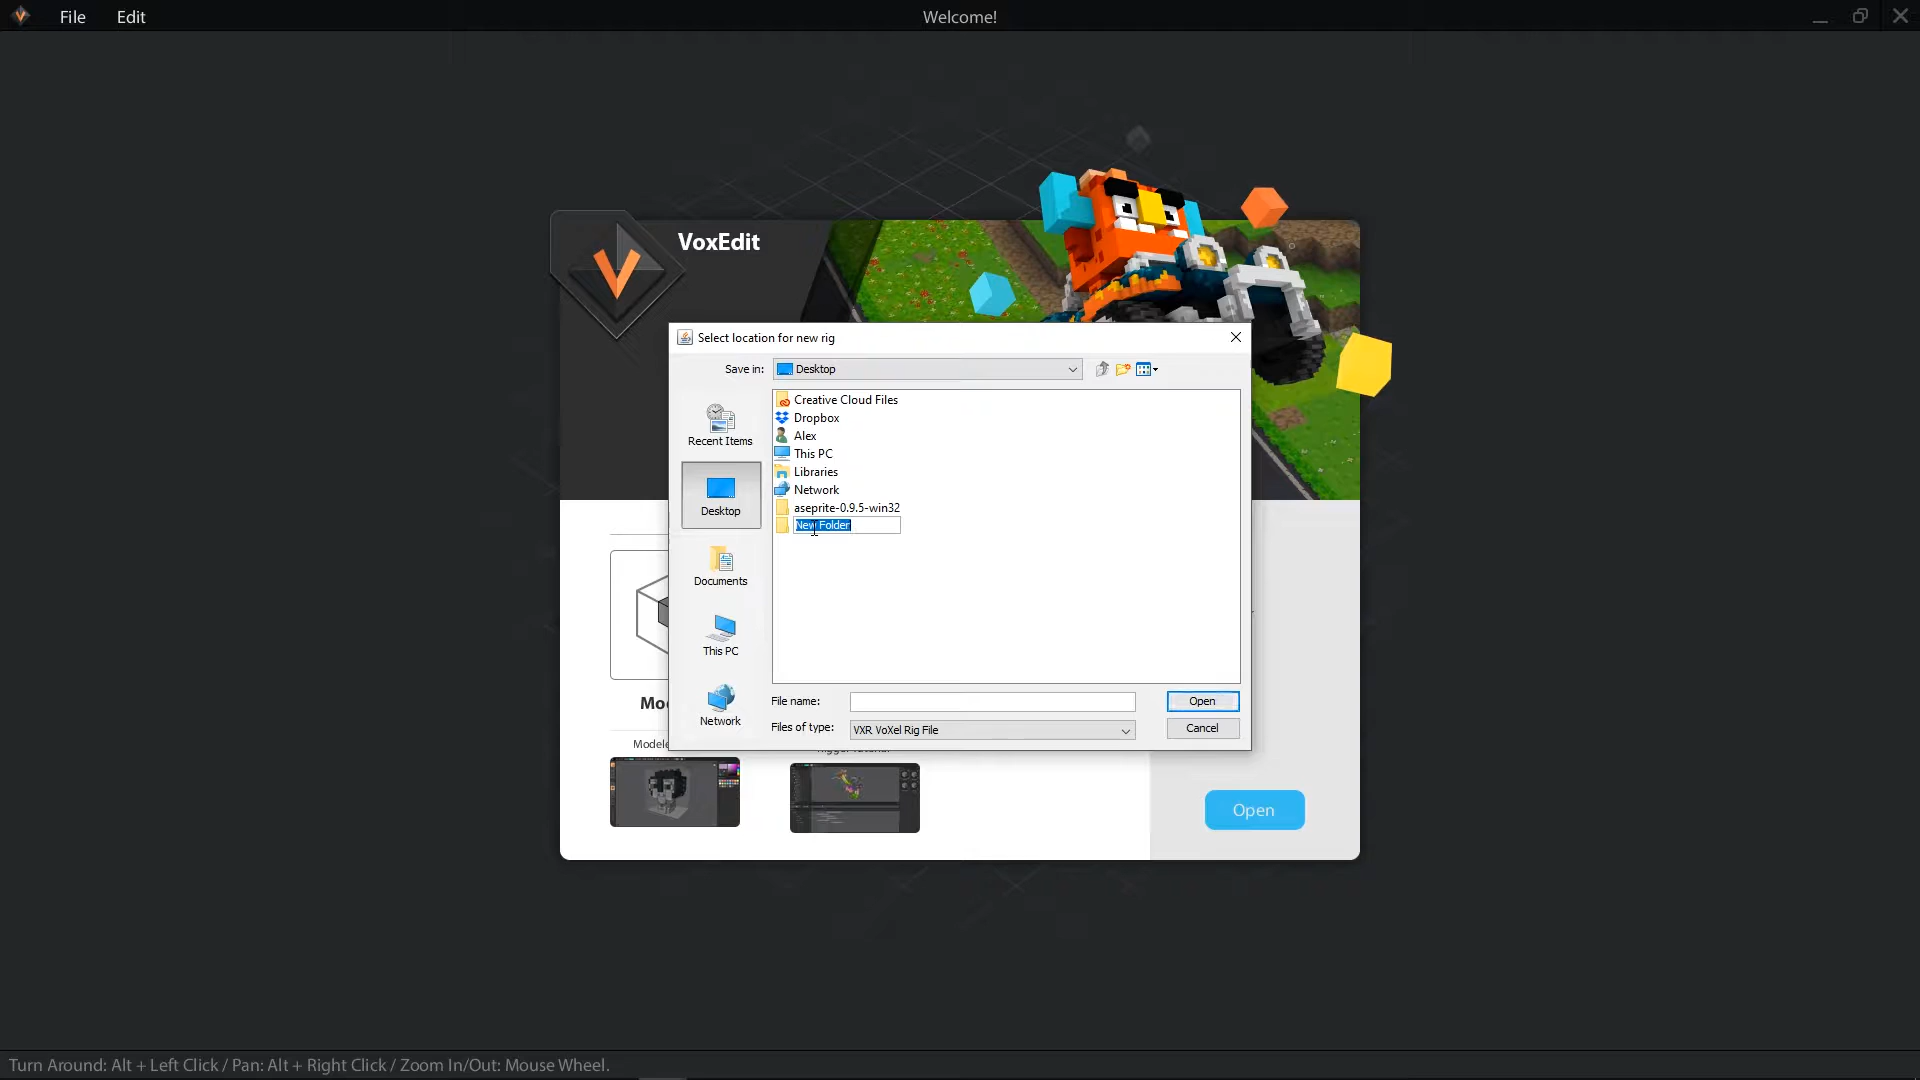 File
Edit
Welcome!
VoxEdit
Select location for new rig
Save in:
Desktop
Recent Items
Desktop
Documents
This PC
Network
Creative Cloud Files
Dropbox
Alex
This PC
Libraries
Network
aseprite-0.9.5-win32
New Folder
File name:
Open
Files of type:
VXR VoXel Rig File
Cancel
Open
Turn Around: Alt + Left Click / Pan: Alt + Right Click / Zoom In/Out: Mouse Wheel.